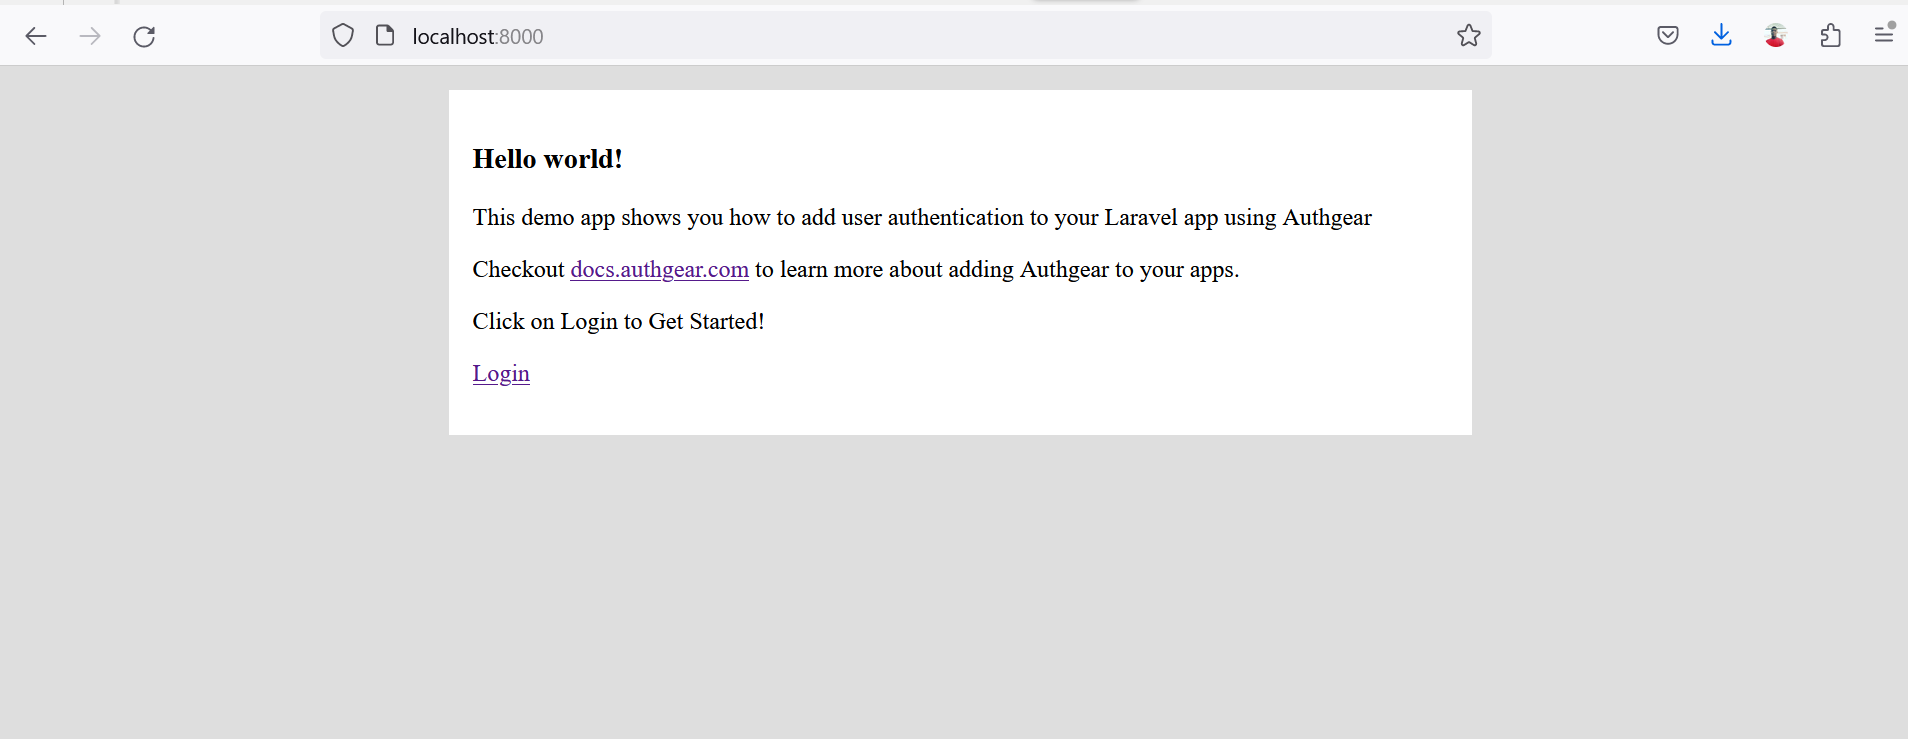 localhost:8000
Hello world!
This demo app shows you how to add user authentication to your Laravel app using Authgear
Checkout docs.authgear.com to learn more about adding Authgear to your apps.
Click on Login to Get Started!
Login